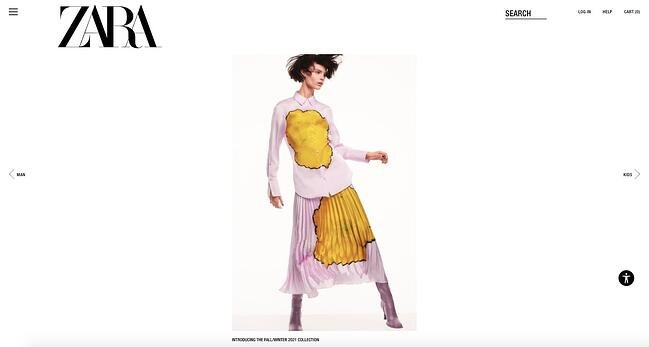 ZARA
SEARCH
LOG IN
HELP
CART (0)
MAN
KIDS
INTRODUCING THE FALL/WINTER 2021 COLLECTION